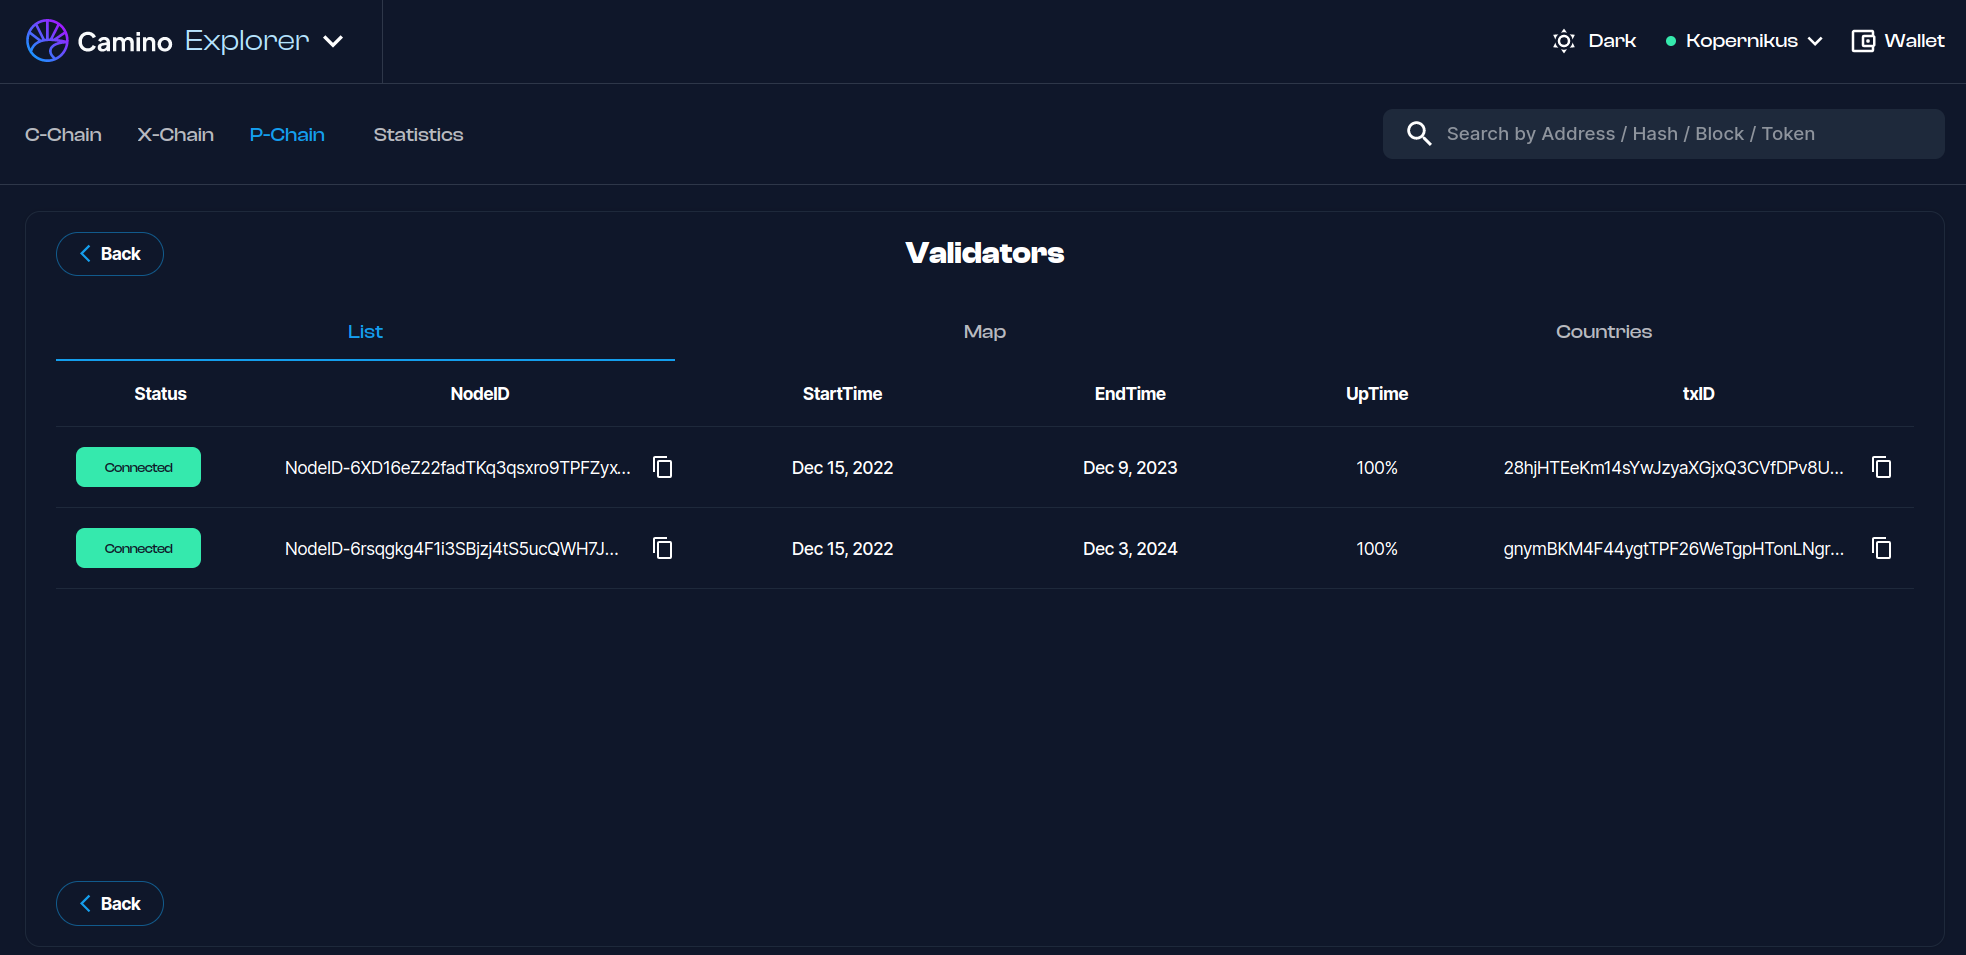 Camino Explorer Dark Kopernikus Wallet
C-Chain X-Chain P-Chain Statistics Search by Address / Hash / Block / Token
Back Validators
List Map Countries
Status NodeID StartTime EndTime UpTime txID
Connected NodeID-6XD16eZ22fadTKq3qsxro9TPFZyx... Dec 15, 2022 Dec 9, 2023 100% 28hjHTEeKm14sYwJzyaXGjxQ3CVfDPv8U...
Connected NodeID-6rsqgkg4F1i3SBjzj4tS5ucQWH7J... Dec 15, 2022 Dec 3, 2024 100% gnymBKM4F44ygtTPF26WeTgpHTonLNgr...
Back